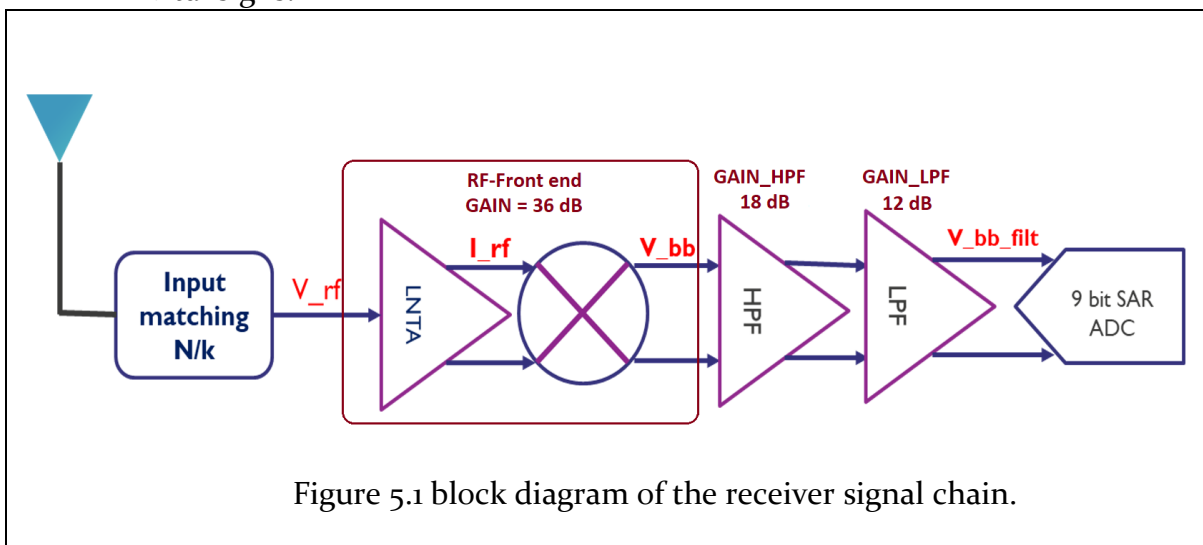 RF-Front end
GAIN = 36 dB
GAIN_HPF
18 dB
GAIN_LPF
12 dB
I_rf
V_bb
V_bb_filt
Input
matching
N/k
V_rf
LNTA
HPF
LPF
9 bit SAR
ADC
Figure 5.1 block diagram of the receiver signal chain.